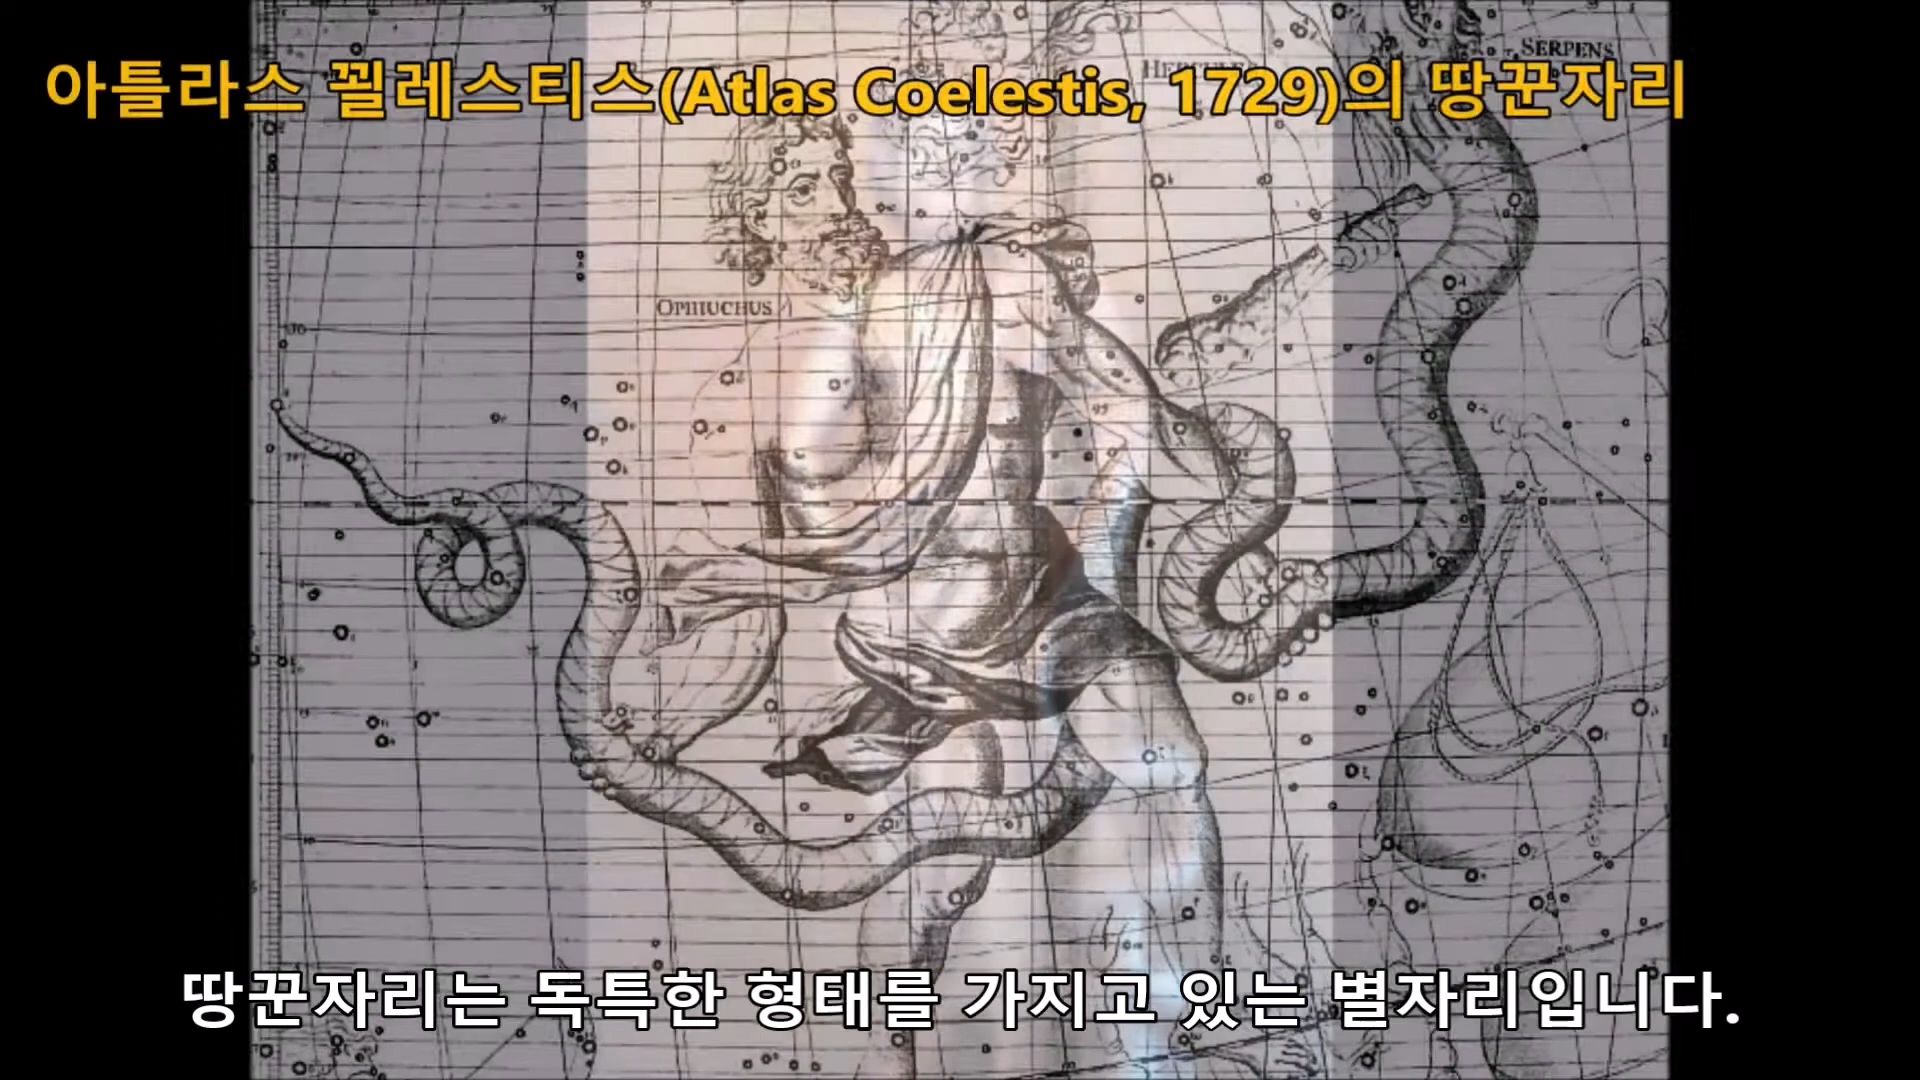 SERPENS
아틀라스 꾈레스티스(Atlas Coelestis, 1729)의 땅꾼자리
OPHIUCHUS
땅꾼자리는 독특한 형태를 가지고 있는 별자리입니다.